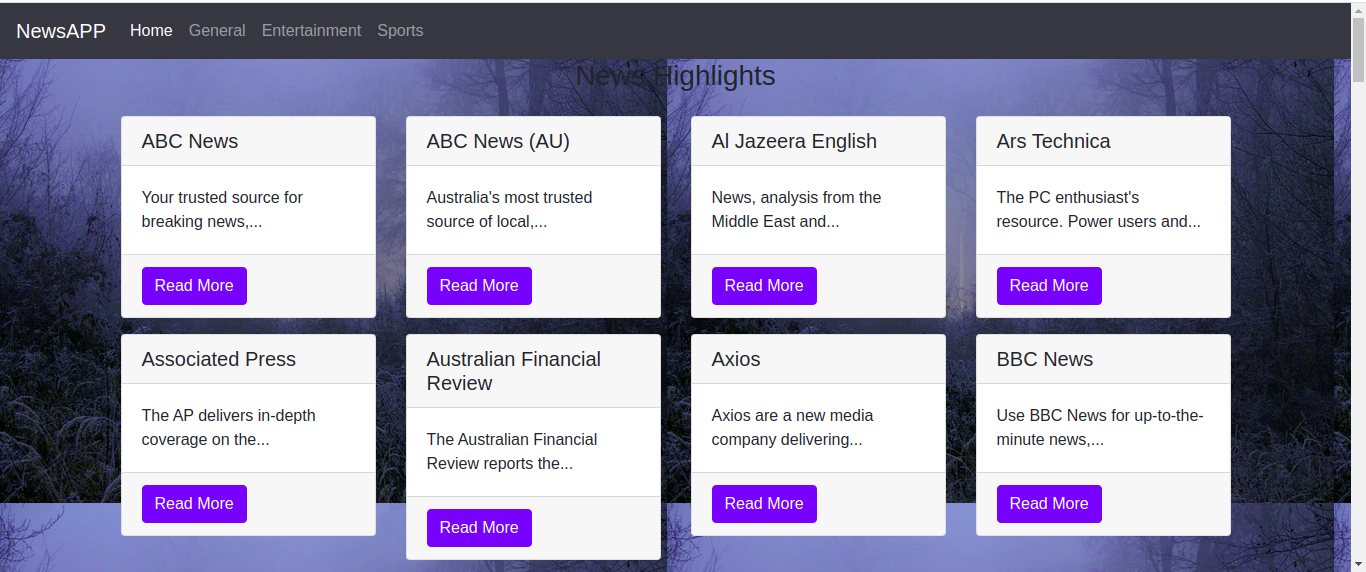 NewsAPP Home General Entertainment Sports
News Highlights
ABC News
Your trusted source for
breaking news,...
Read More
ABC News (AU)
Australia's most trusted
source of local,...
Read More
Al Jazeera English
News, analysis from the
Middle East and...
Read More
Ars Technica
The PC enthusiast's
resource. Power users and...
Read More
Associated Press
The AP delivers in-depth
coverage on the...
Read More
Australian Financial
Review
The Australian Financial
Review reports the...
Read More
Axios
Axios are a new media
company delivering...
Read More
BBC News
Use BBC News for up-to-the-
minute news,...
Read More